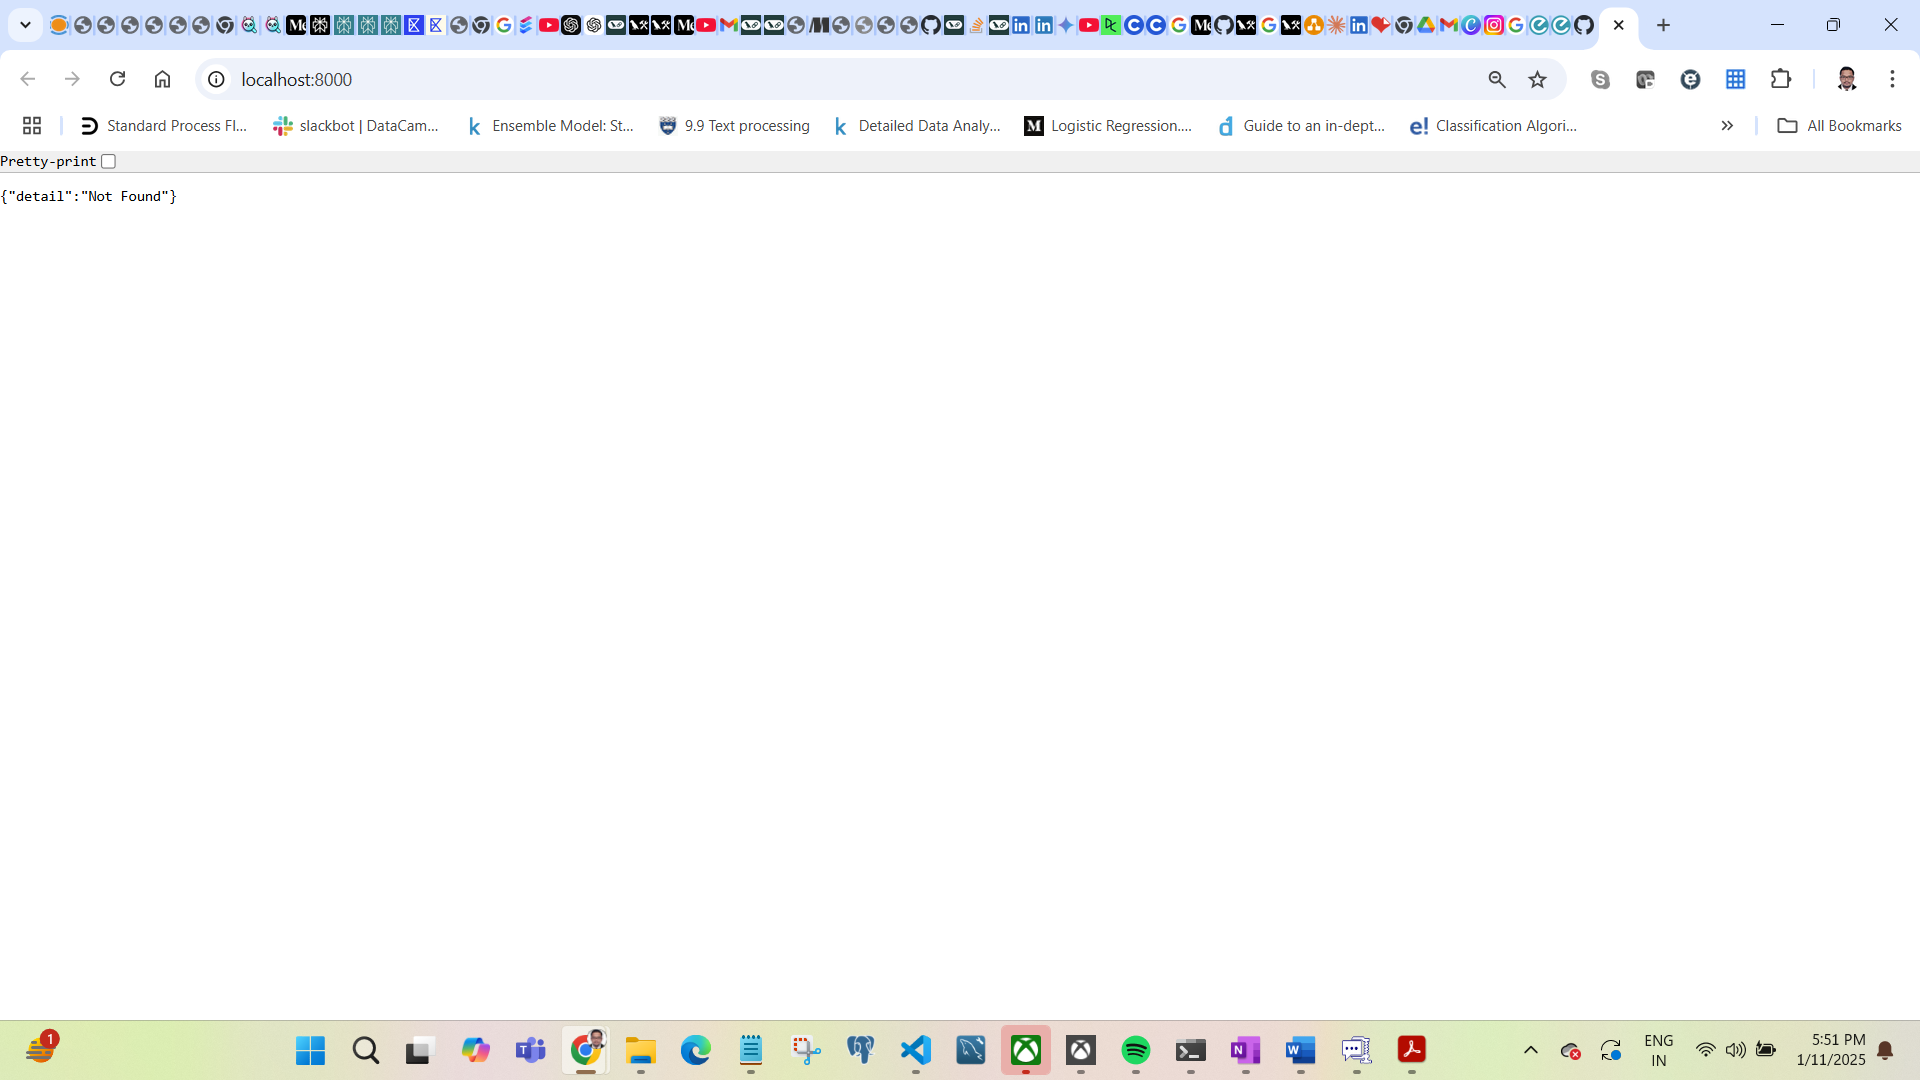 localhost:8000
Standard Process Fl...
slackbot | DataCam...
Ensemble Model: St...
9.9 Text processing
Detailed Data Analy...
Logistic Regression....
Guide to an in-dept...
Classification Algori...
All Bookmarks
Pretty-print
{"detail":"Not Found"}
1
ENG
IN
5:51 PM
1/11/2025